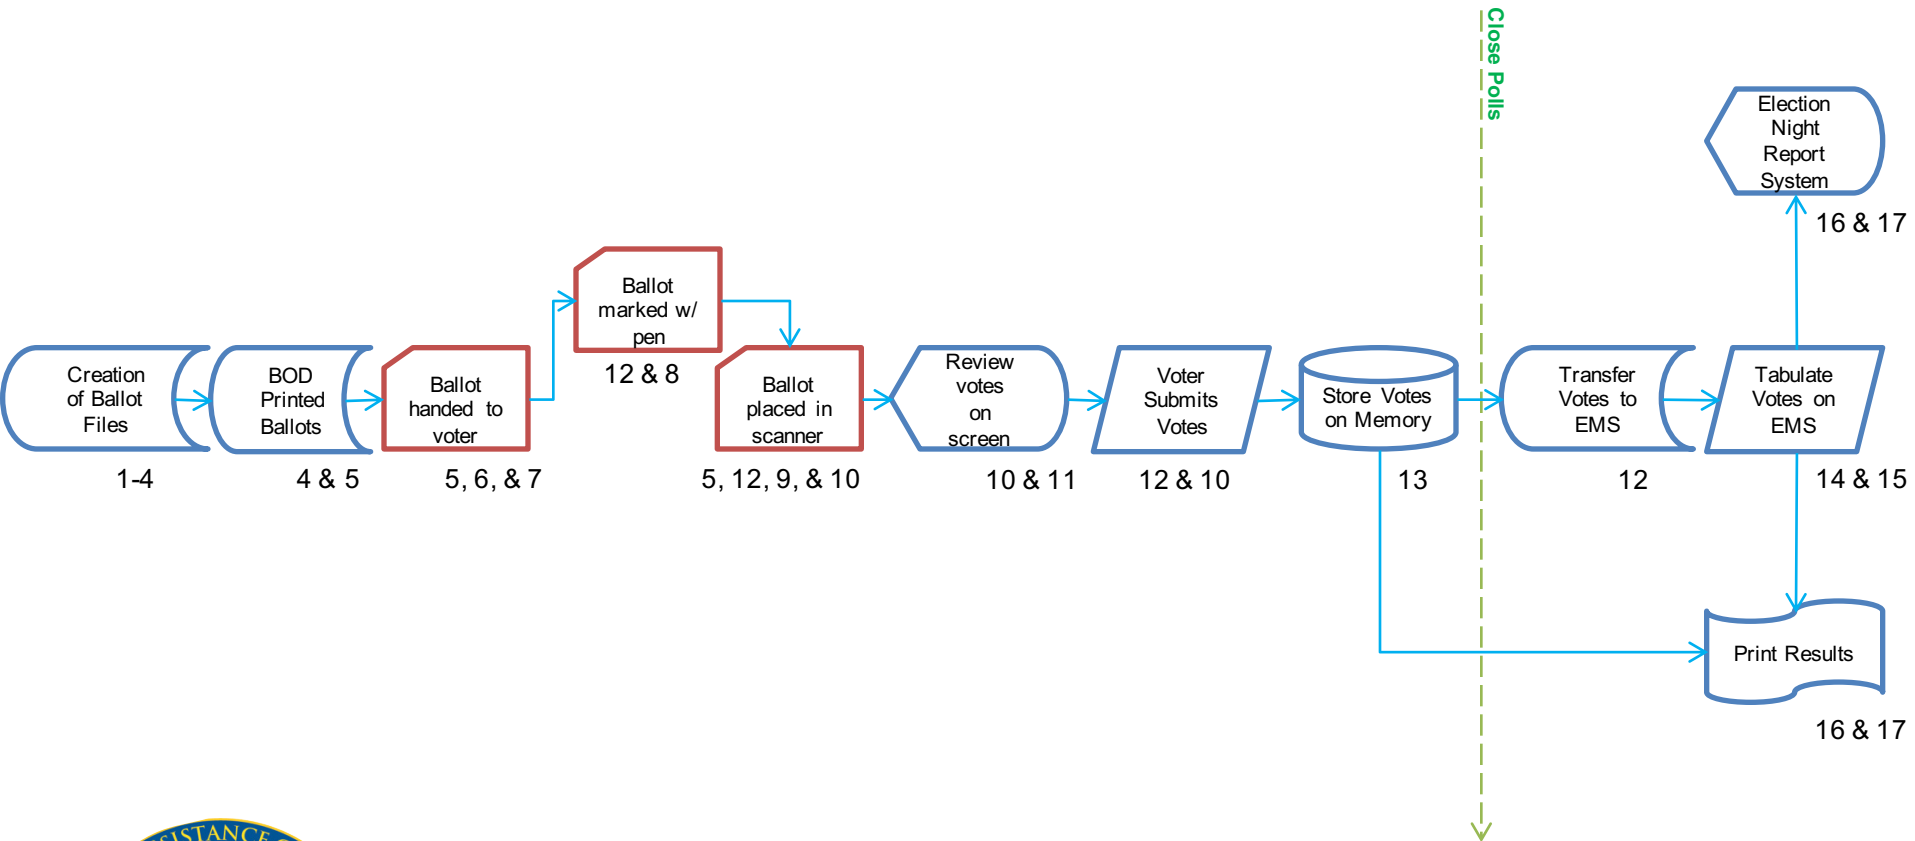 Close Polls
Election
Night
Report
System
16 & 17
Ballot
marked w/
pen
12 & 8
Creation
of Ballot
Files
1-4
BOD
Printed
Ballots
4 & 5
Ballot
handed to
voter
5, 6, & 7
Ballot
placed in
scanner
5, 12, 9, & 10
Review
votes
on
screen
10 & 11
Voter
Submits
Votes
12 & 10
Store Votes
on Memory
13
Transfer
Votes to
EMS
12
Tabulate
Votes on
EMS
14 & 15
Print Results
16 & 17